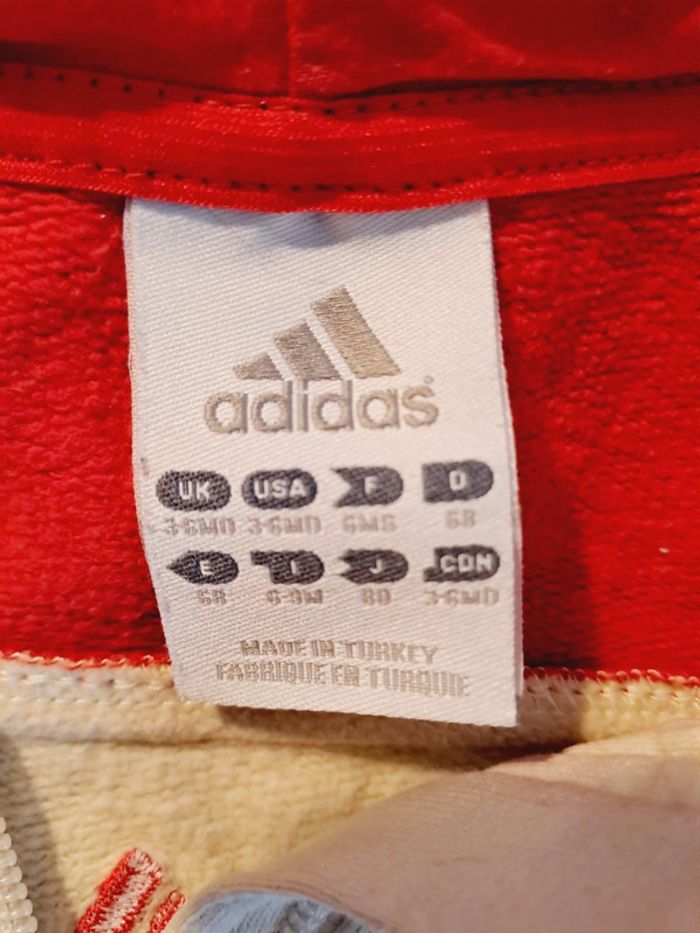 adidas
UK USA F D
3-6MO 3-6MO 6MS 68
E I J CDN
68 6-9M 80 3-6MO
MADE IN TURKEY
FABRIQUE EN TURQUIE